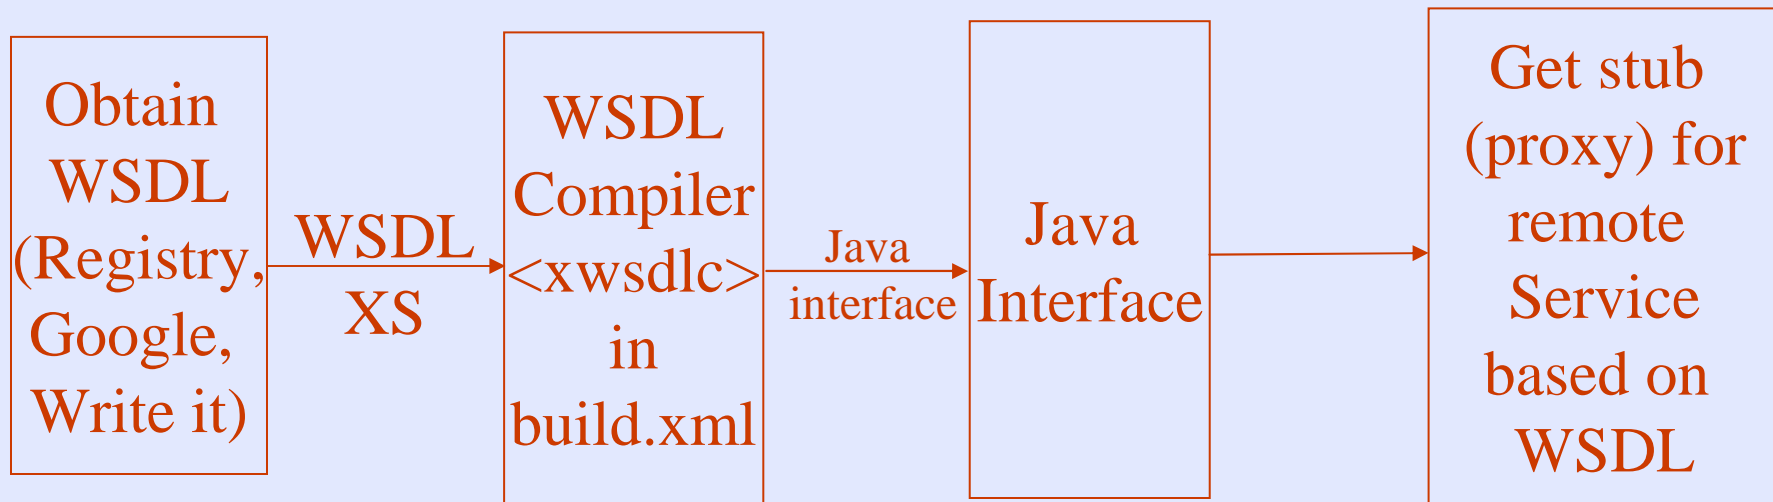 Obtain
WSDL
(Registry,
Google,
Write it)
WSDL
XS
WSDL
Compiler
<xwsdlc>
in
build.xml
Java
interface
Java
Interface
Get stub
(proxy) for
remote
Service
based on
WSDL